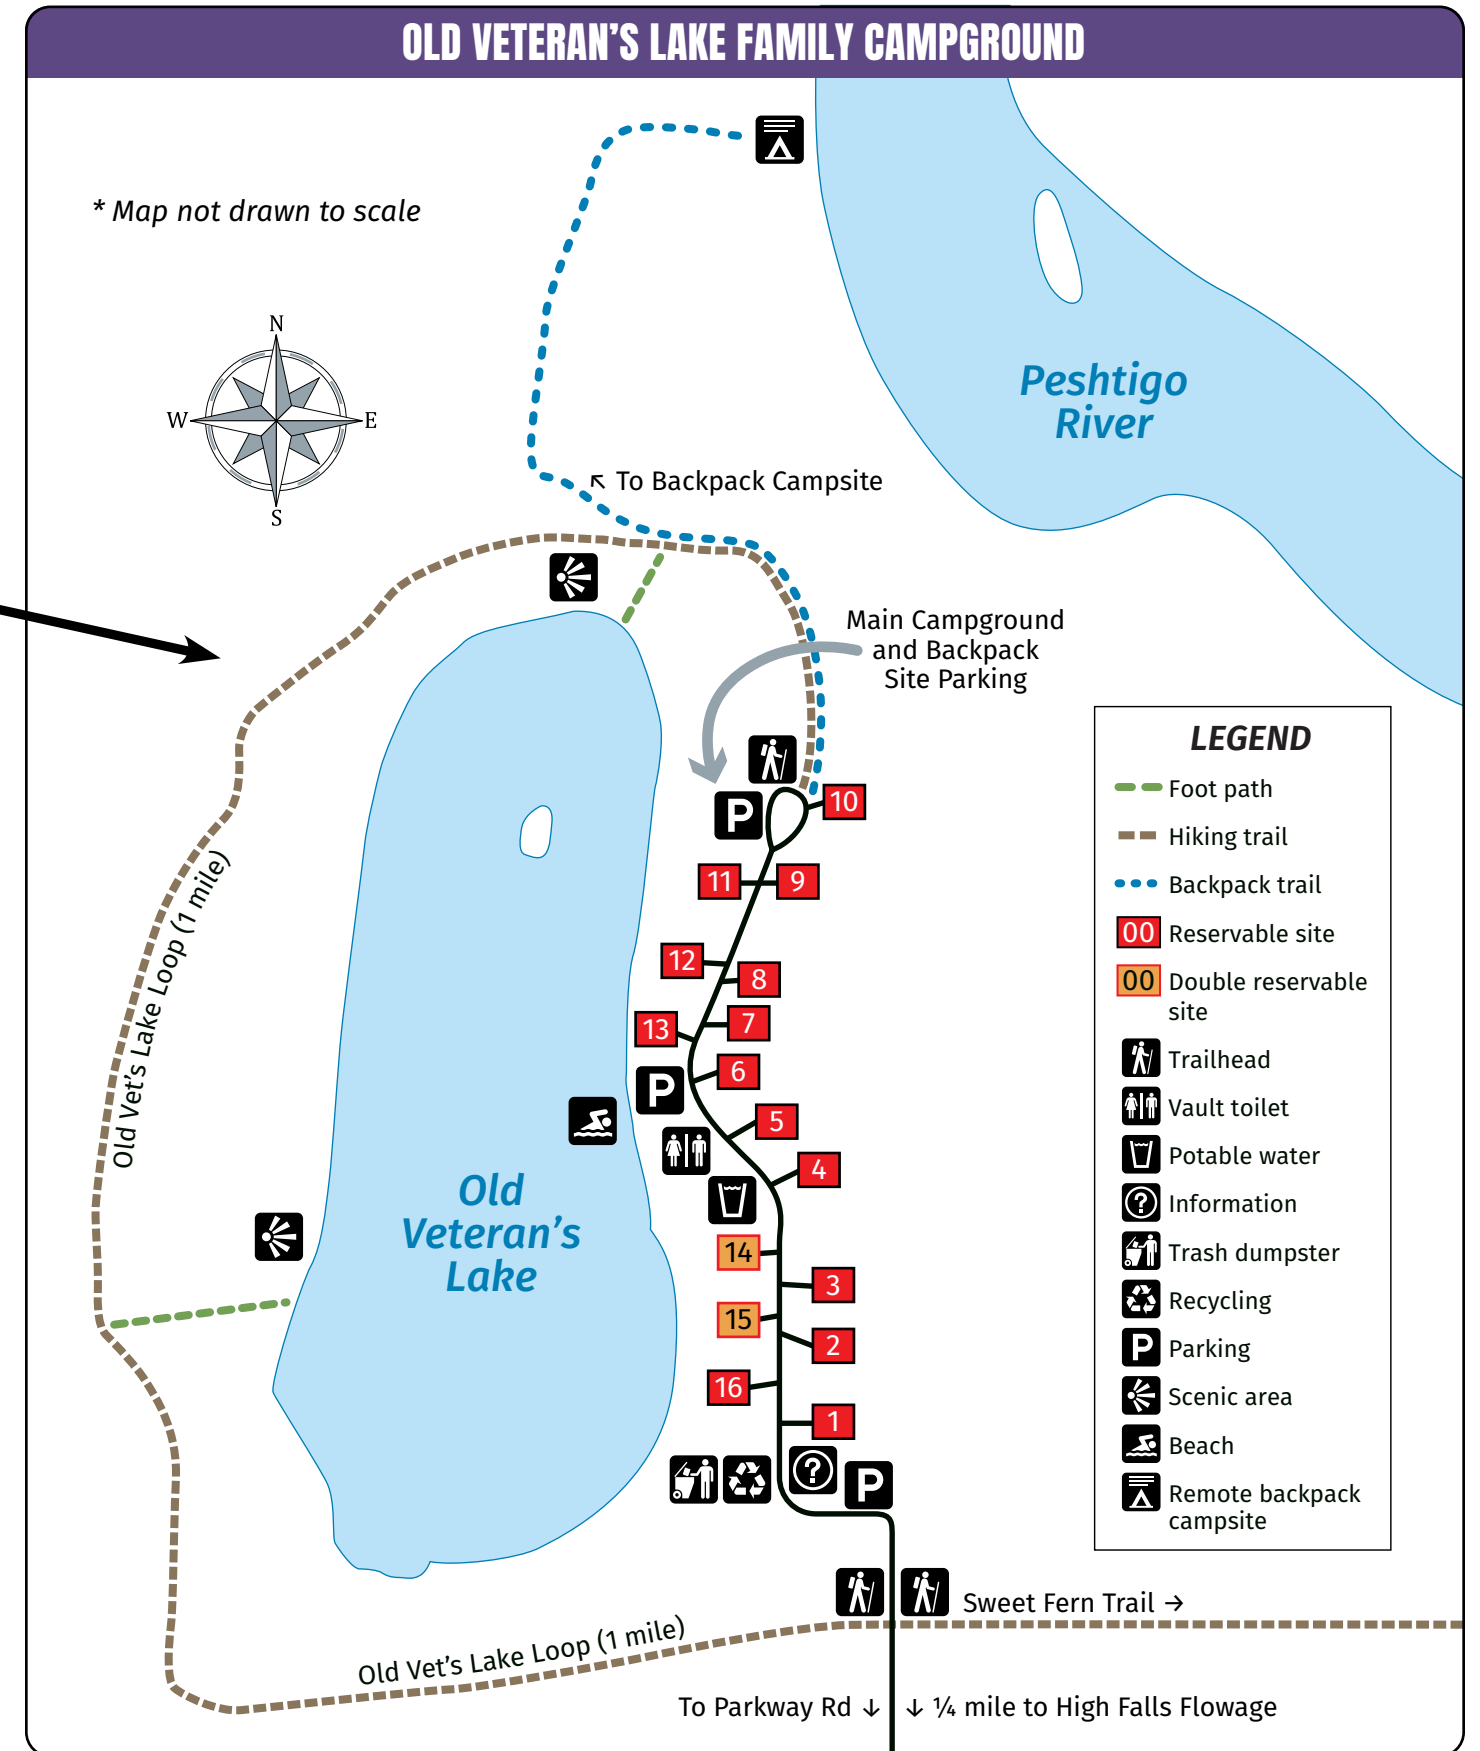 OLD VETERAN'S LAKE FAMILY CAMPGROUND
* Map not drawn to scale
N
W
E
S
Peshtigo
River
↖ To Backpack Campsite
Main Campground
and Backpack
Site Parking
P
10
11
9
12
8
13
7
6
P
5
4
14
3
15
2
16
1
?
P
Old Vet's Lake Loop (1 mile)
Old
Veteran's
Lake
LEGEND
Foot path
Hiking trail
Backpack trail
00 Reservable site
00 Double reservable
site
Trailhead
Vault toilet
Potable water
? Information
Trash dumpster
Recycling
P Parking
Scenic area
Beach
Remote backpack
campsite
Sweet Fern Trail →
Old Vet's Lake Loop (1 mile)
To Parkway Rd ↓ ↓ ¼ mile to High Falls Flowage